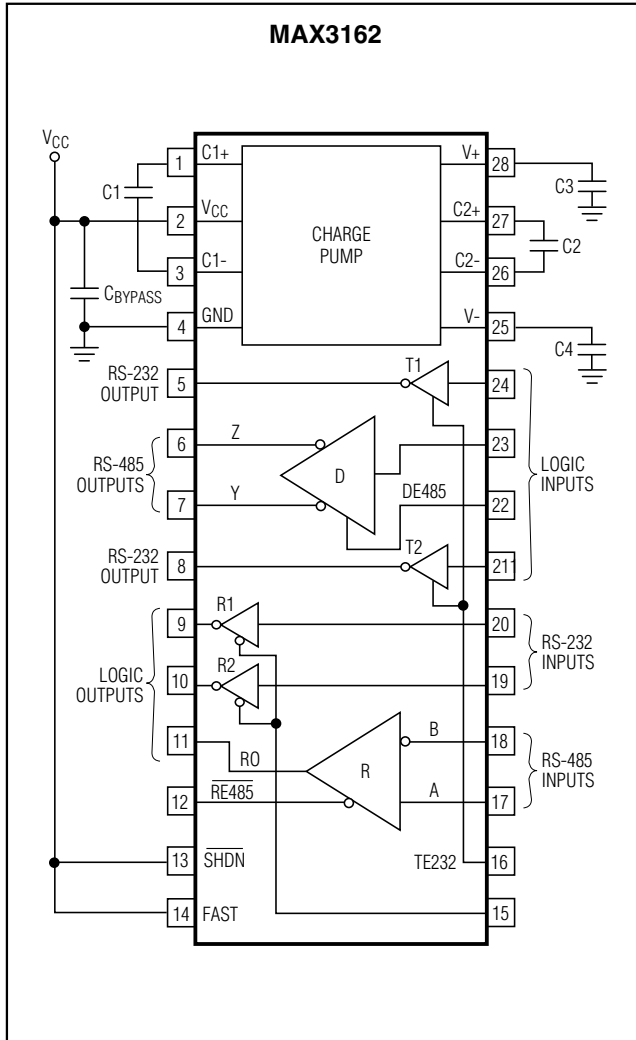 MAX3162
VCC
1
C1+
V+
28
C1
C3
2
VCC
C2+
27
CHARGE
PUMP
C2
3
C1-
C2-
26
CBYPASS
4
GND
V-
25
C4
RS-232
OUTPUT
5
T1
24
6
Z
23
RS-485
OUTPUTS
D
LOGIC
INPUTS
7
Y
DE485
22
RS-232
OUTPUT
8
T2
211
9
R1
20
RS-232
INPUTS
LOGIC
OUTPUTS
10
R2
19
11
RO
R
B
18
RS-485
INPUTS
12
RE485
A
17
13
SHDN
TE232
16
14
FAST
15